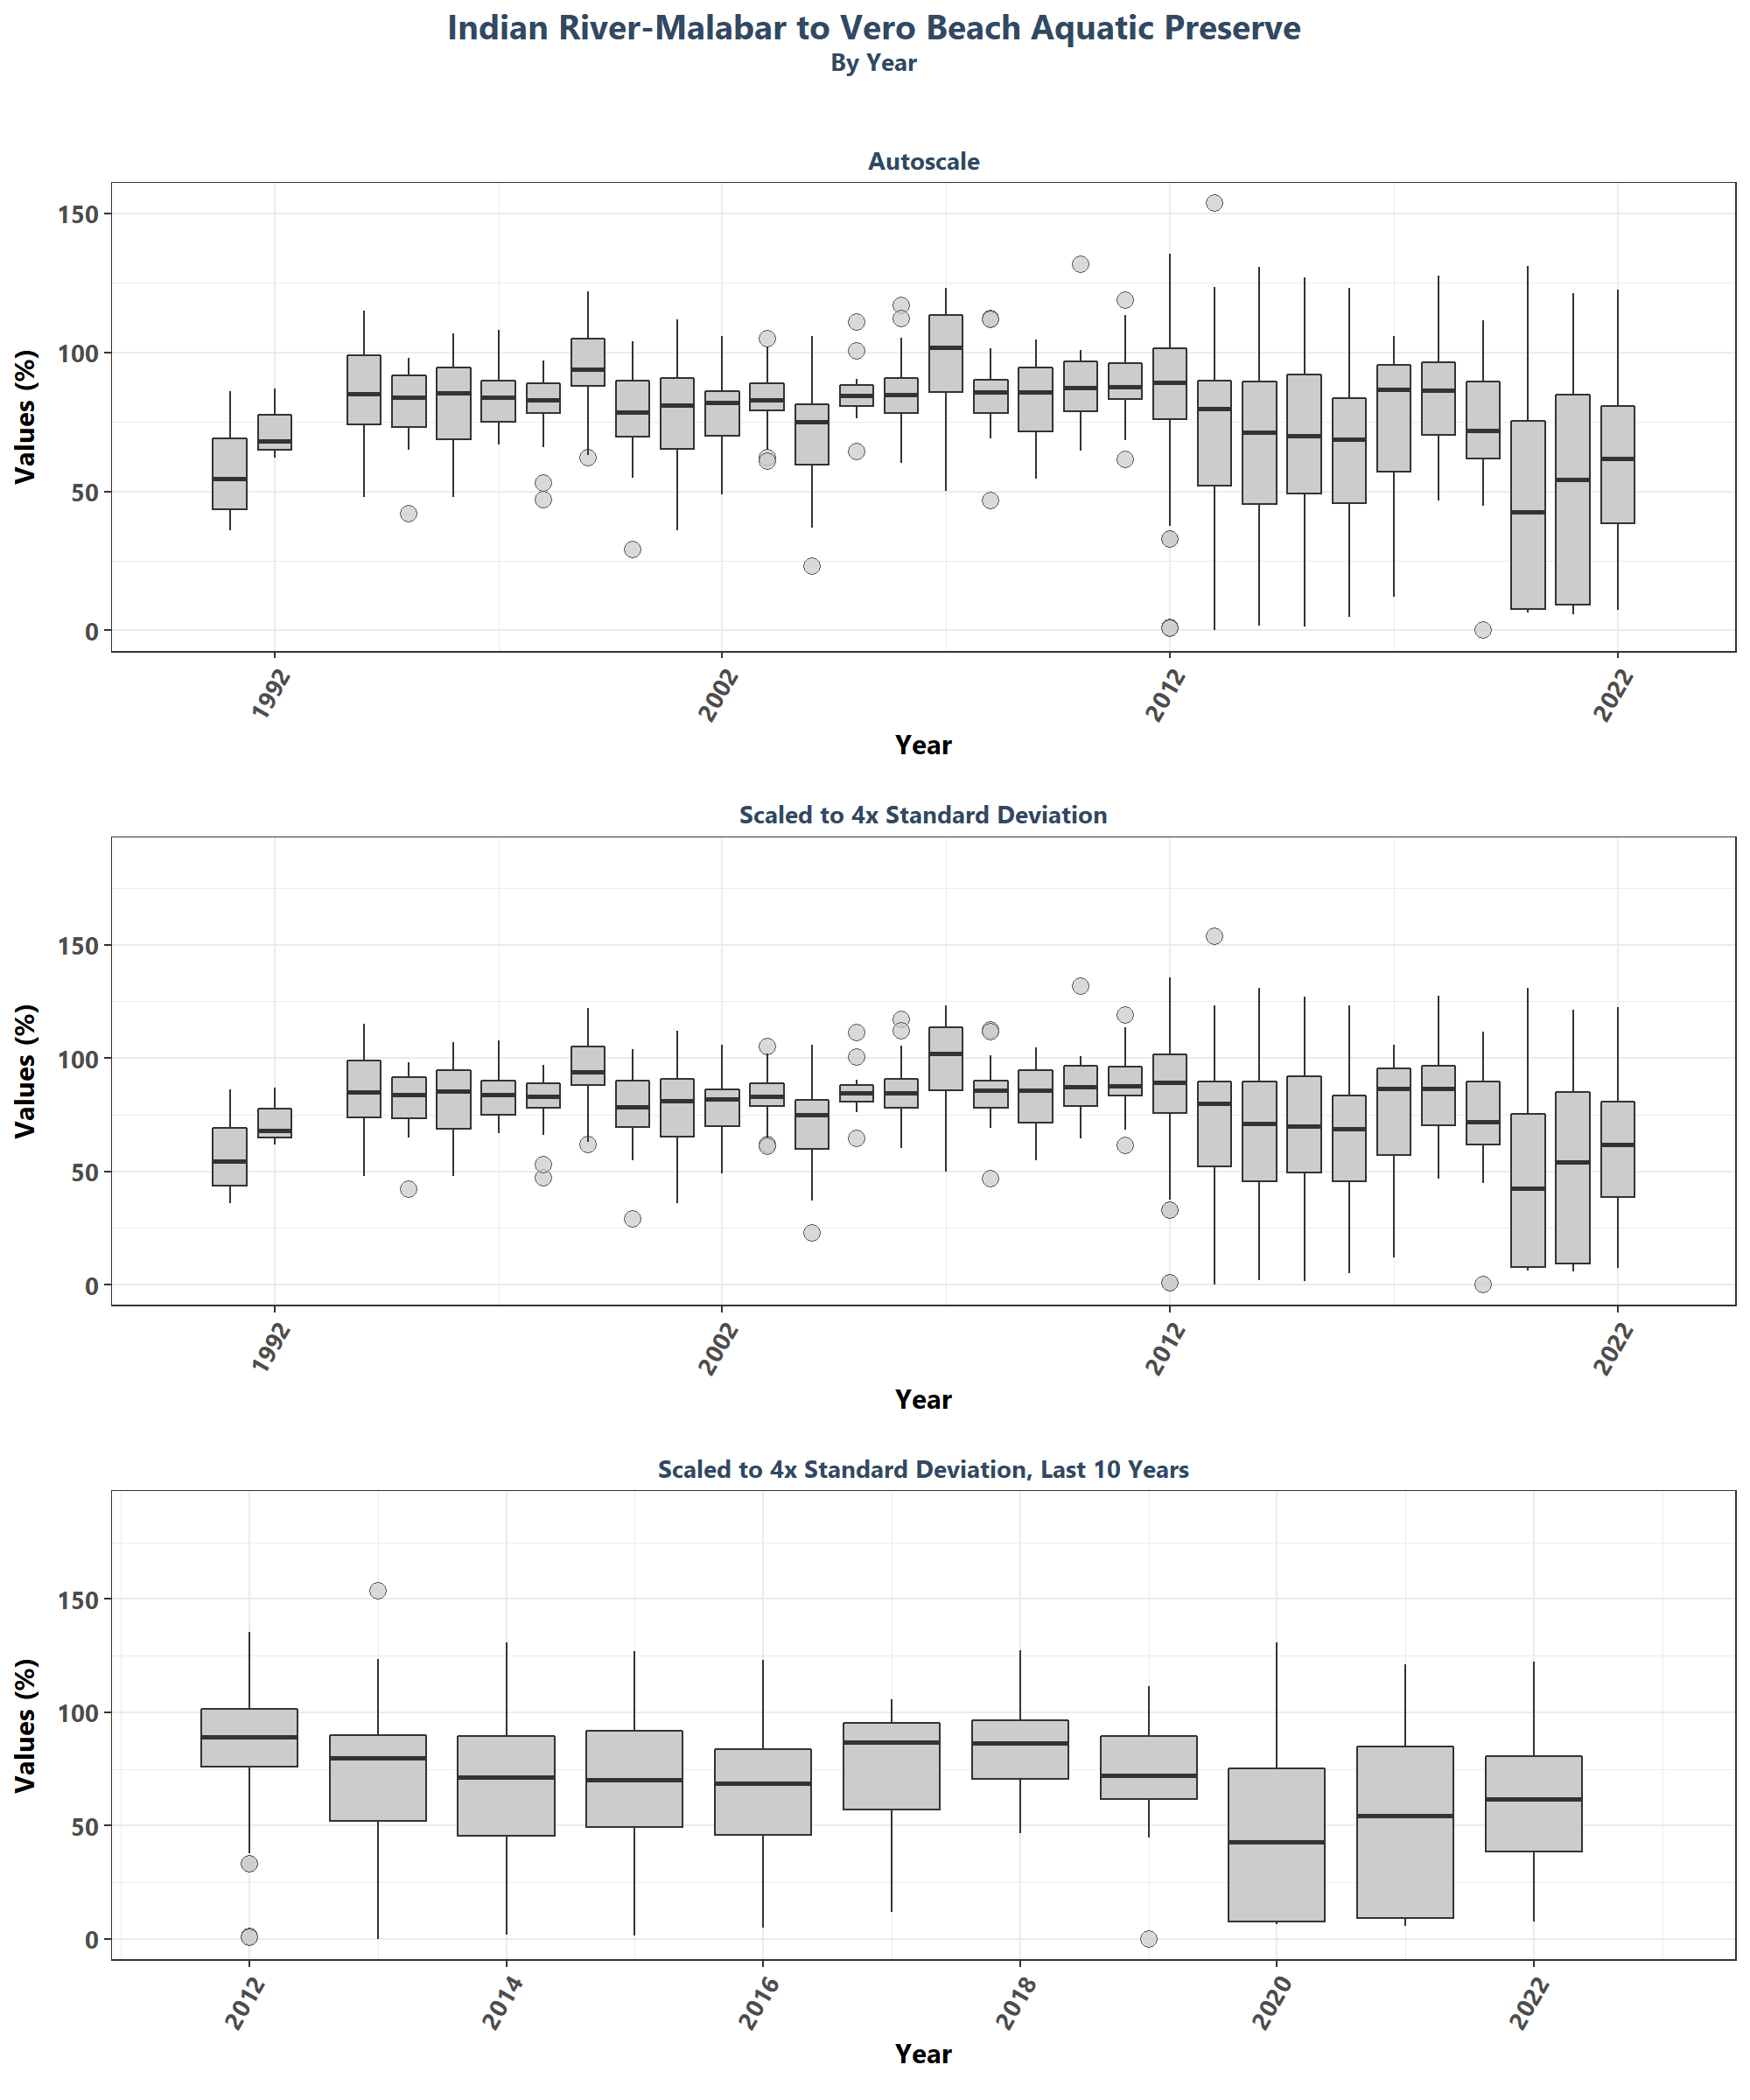 Indian River-Malabar to Vero Beach Aquatic Preserve
By Year
Autoscale
Values (%)
150
100
50
0
1992
2002
2012
2022
Year
Scaled to 4x Standard Deviation
Values (%)
150
100
50
0
1992
2002
2012
2022
Year
Scaled to 4x Standard Deviation, Last 10 Years
Values (%)
150
100
50
0
2012
2014
2016
2018
2020
2022
Year